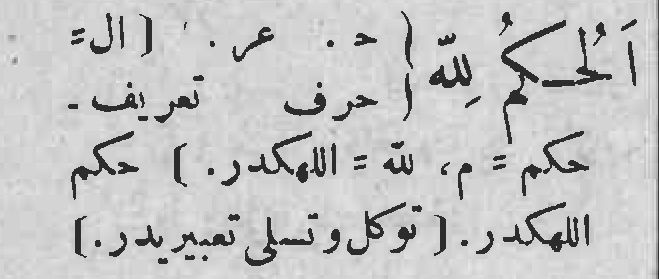 اَلْحُكْمُ لِلّه ( ح . عر . [ ال =
( حرف تعريف ـ
حكم = م، لله = اللهكدر . ] حكم
اللهكدر . [ توكل و تسلى تعبيريدر . ]